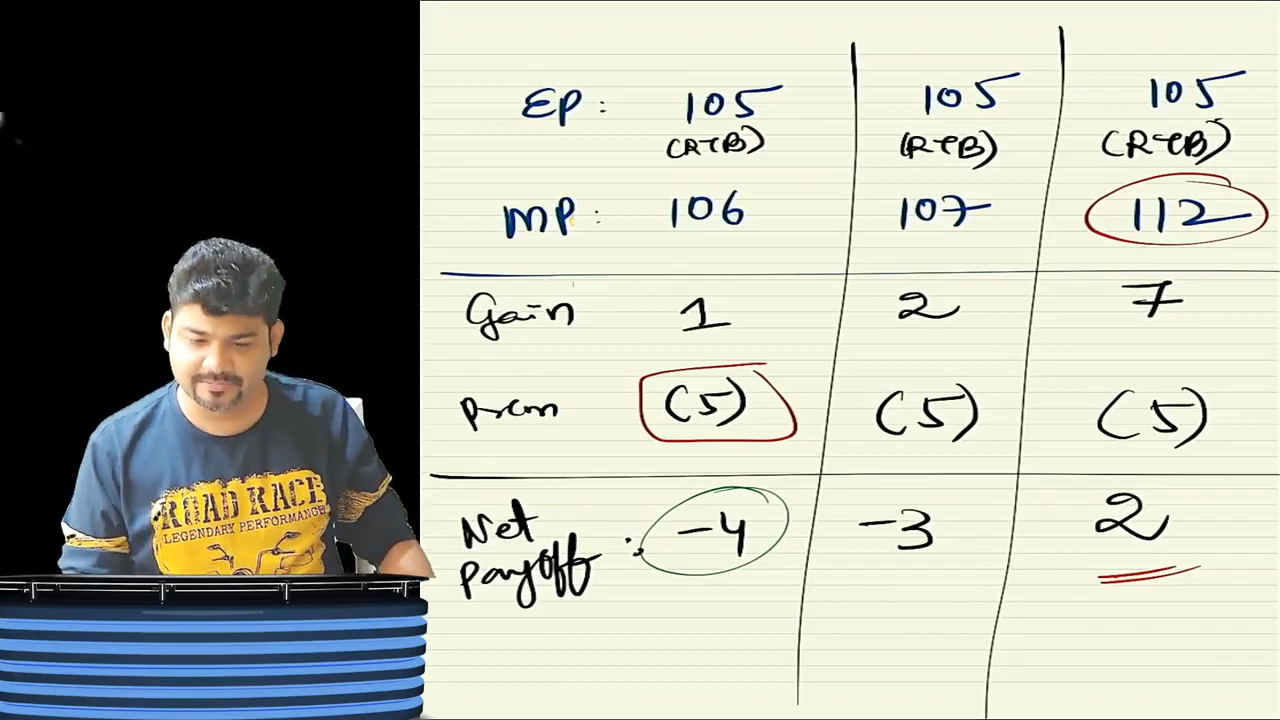 EP: 105 105 105
(RTB) (RTB) (RTB)
MP: 106 107 112
Gain 1 2 7
Prem (5) (5) (5)
Net
Payoff : -4 -3 2
ROAD RACE
LEGENDARY PERFORMANCE